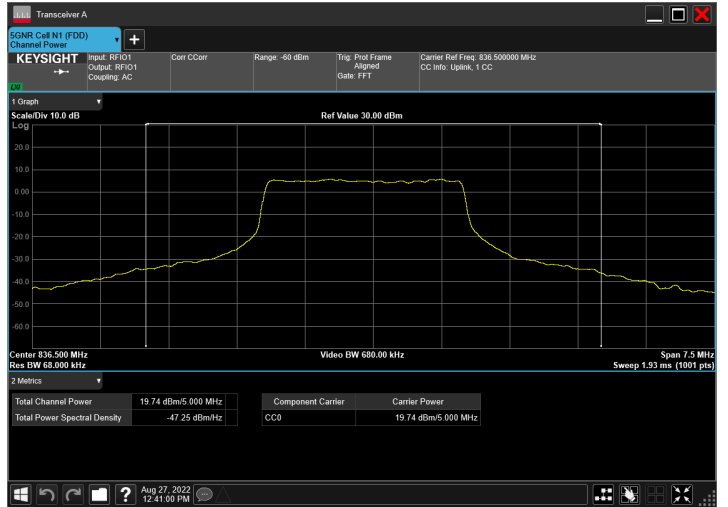 Transceiver A
5GNR Cell N1 (FDD)
Channel Power
KEYSIGHT
LXI
Input: RFIO1
Output: RFIO1
Coupling: AC
Corr CCorr
Range: -60 dBm
Trig: Prot Frame
Aligned
Gate: FFT
Carrier Ref Freq: 836.500000 MHz
CC Info: Uplink, 1 CC
1 Graph
Scale/Div 10.0 dB
Ref Value 30.00 dBm
Log
20.0
10.0
0.00
-10.0
-20.0
-30.0
-40.0
-50.0
-60.0
Center 836.500 MHz
Video BW 680.00 kHz
Span 7.5 MHz
Res BW 68.000 kHz
Sweep 1.93 ms (1001 pts)
2 Metrics
Total Channel Power 19.74 dBm/5.000 MHz
Total Power Spectral Density -47.25 dBm/Hz
Component Carrier Carrier Power
CC0 19.74 dBm/5.000 MHz
Aug 27, 2022
12:41:00 PM